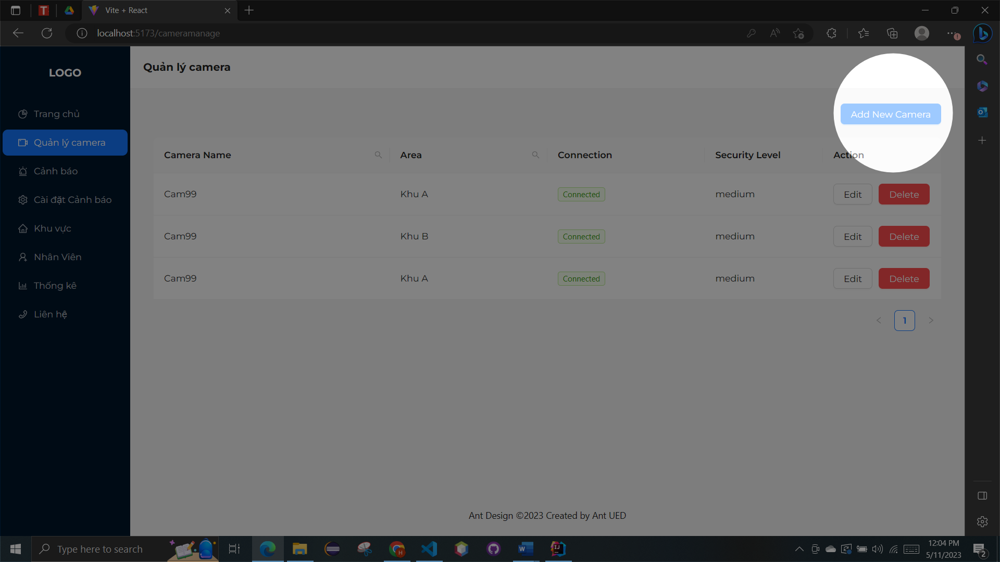 Vite + React
localhost:5173/cameramanage
LOGO
Quản lý camera
Trang chủ
Quản lý camera
Cảnh báo
Cài đặt Cảnh báo
Khu vực
Nhân Viên
Thống kê
Liên hệ
Add New Camera
Camera Name Area Connection Security Level Action
Cam99 Khu A Connected medium Edit Delete
Cam99 Khu B Connected medium Edit Delete
Cam99 Khu A Connected medium Edit Delete
1
Ant Design ©2023 Created by Ant UED
Type here to search
12:04 PM
5/11/2023
2